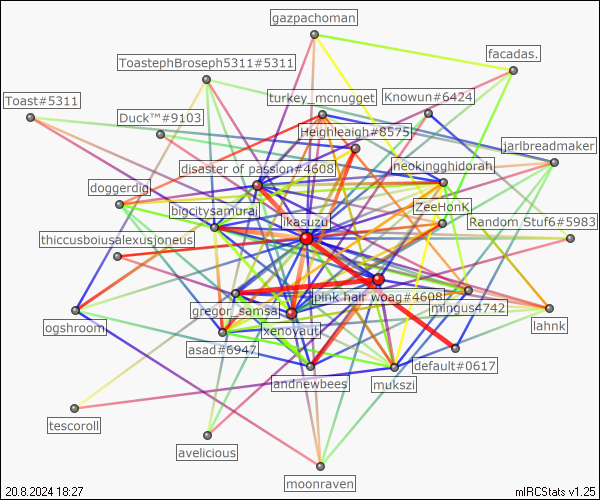 gazpachoman
facadas.
ToastephBroseph5311#5311
Toast#5311
turkey_mcnugget
Knowun#6424
Duck™#9103
Heighleaigh#8575
jarlbreadmaker
disaster of passion#4608
neokingghidorah
doggerdig
bigcitysamuraj
ikasuzu
ZeeHonK
Random Stuf6#5983
thiccusboiusalexusjoneus
pink hair woag#4608
gregor_samsa
mingus4742
ogshroom
xenoyaut
lahnk
asad#6947
default#0617
andnewbees
mukszi
tescoroll
avelicious
moonraven
20.8.2024 18:27
mIRCStats v1.25